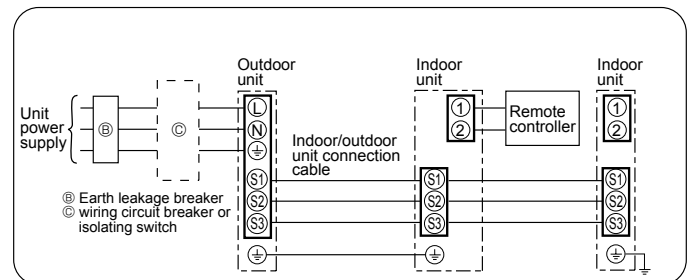 Outdoor
unit
Indoor
unit
Indoor
unit
Unit
power
supply
Ⓑ
Ⓒ
L
N
⏚
S1
S2
S3
⏚
Indoor/outdoor
unit connection
cable
1
2
Remote
controller
S1
S2
S3
⏚
1
2
S1
S2
S3
⏚
Ⓑ Earth leakage breaker
Ⓒ wiring circuit breaker or
isolating switch